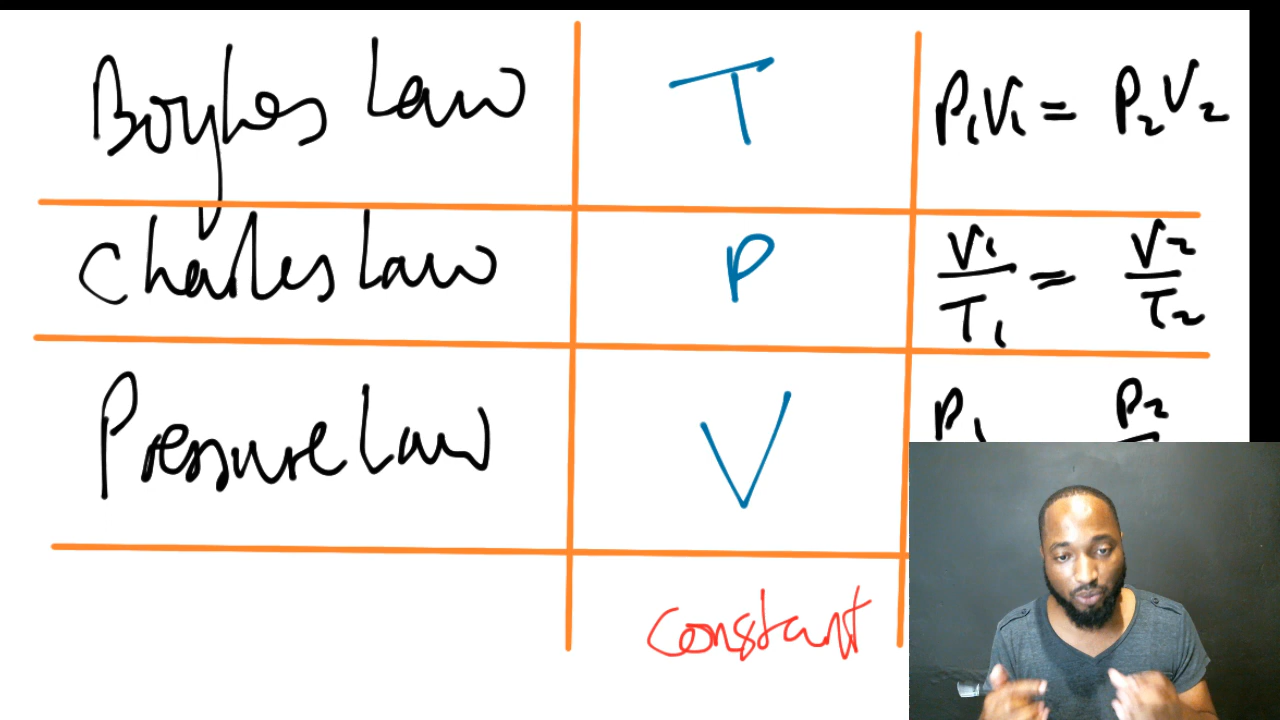 Boyles Law T P₁V₁ = P₂V₂
Charles Law P V₁/T₁ = V₂/T₂
Pressure Law V P₁ P₂
constant